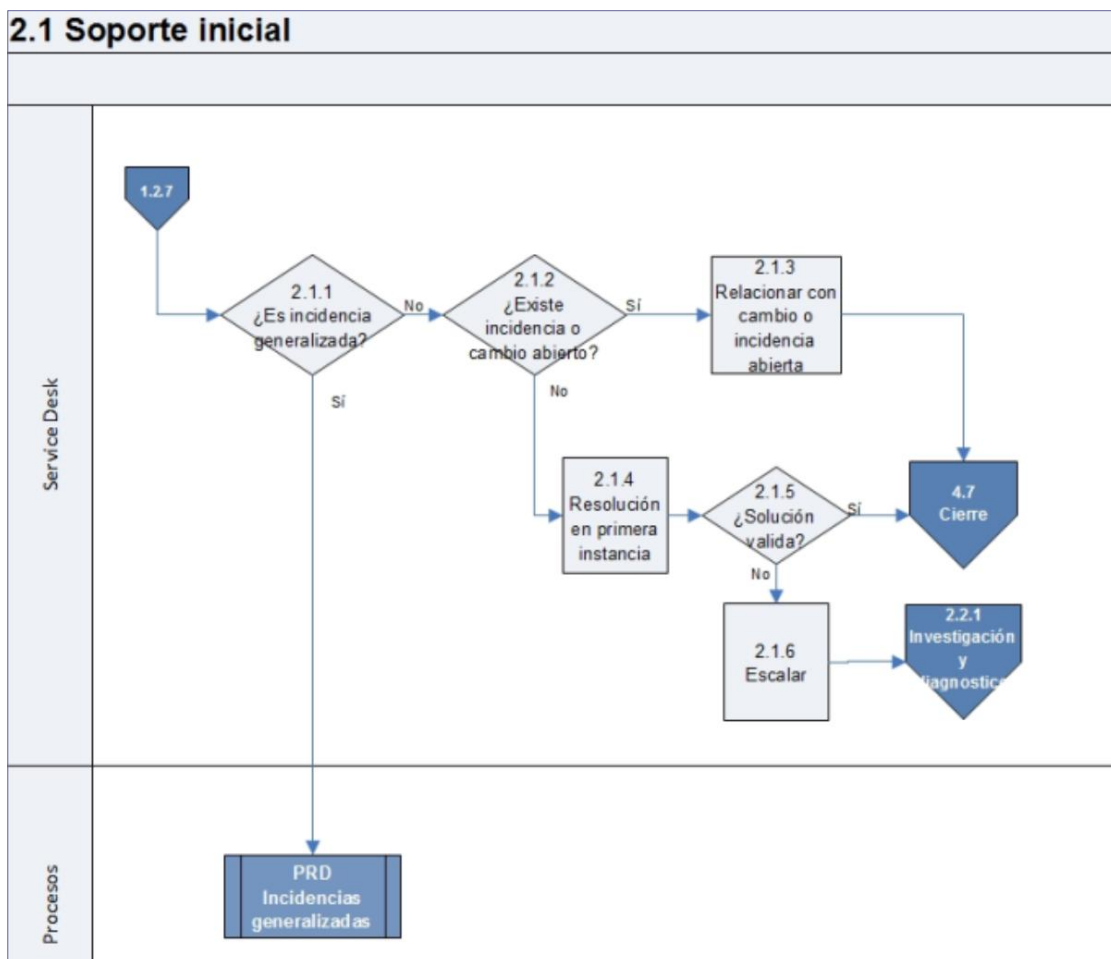 2.1 Soporte inicial
Service Desk
1.2.7
2.1.1
¿Es incidencia
generalizada?
No
Sí
2.1.2
¿Existe
incidencia o
cambio abierto?
Sí
No
2.1.3
Relacionar con
cambio o
incidencia
abierta
2.1.4
Resolución
en primera
instancia
2.1.5
¿Solución
valida?
Sí
No
4.7
Cierre
2.1.6
Escalar
2.2.1
Investigación
y
diagnostico
Procesos
PRD
Incidencias
generalizadas